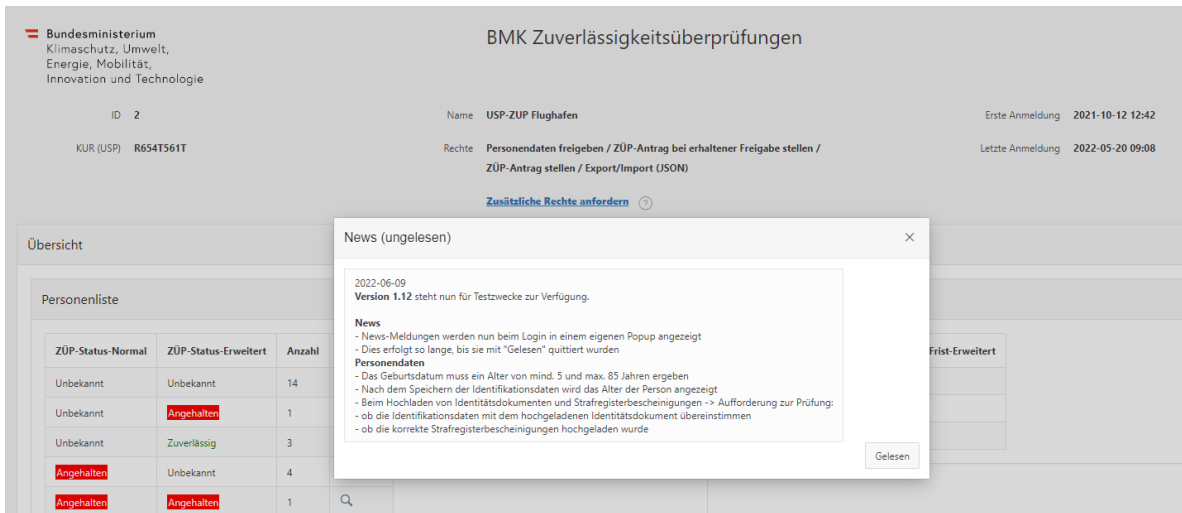 Bundesministerium
Klimaschutz, Umwelt,
Energie, Mobilität,
Innovation und Technologie
BMK Zuverlässigkeitsüberprüfungen
ID 2
Name USP-ZUP Flughafen
Erste Anmeldung 2021-10-12 12:42
KUR (USP) R654T561T
Rechte Personendaten freigeben / ZÜP-Antrag bei erhaltener Freigabe stellen /
ZÜP-Antrag stellen / Export/Import (JSON)
Letzte Anmeldung 2022-05-20 09:08
Zusätzliche Rechte anfordern ?
Übersicht
Personenliste
ZÜP-Status-Normal ZÜP-Status-Erweitert Anzahl
Unbekannt Unbekannt 14
Unbekannt Angehalten 1
Unbekannt Zuverlässig 3
Angehalten Unbekannt 4
Angehalten Angehalten 1
Frist-Erweitert
News (ungelesen)
2022-06-09
Version 1.12 steht nun für Testzwecke zur Verfügung.
News
- News-Meldungen werden nun beim Login in einem eigenen Popup angezeigt
- Dies erfolgt so lange, bis sie mit "Gelesen" quittiert wurden
Personendaten
- Das Geburtsdatum muss ein Alter von mind. 5 und max. 85 Jahren ergeben
- Nach dem Speichern der Identifikationsdaten wird das Alter der Person angezeigt
- Beim Hochladen von Identitätsdokumenten und Strafregisterbescheinigungen -> Aufforderung zur Prüfung:
- ob die Identifikationsdaten mit dem hochgeladenen Identitätsdokument übereinstimmen
- ob die korrekte Strafregisterbescheinigungen hochgeladen wurde
Gelesen